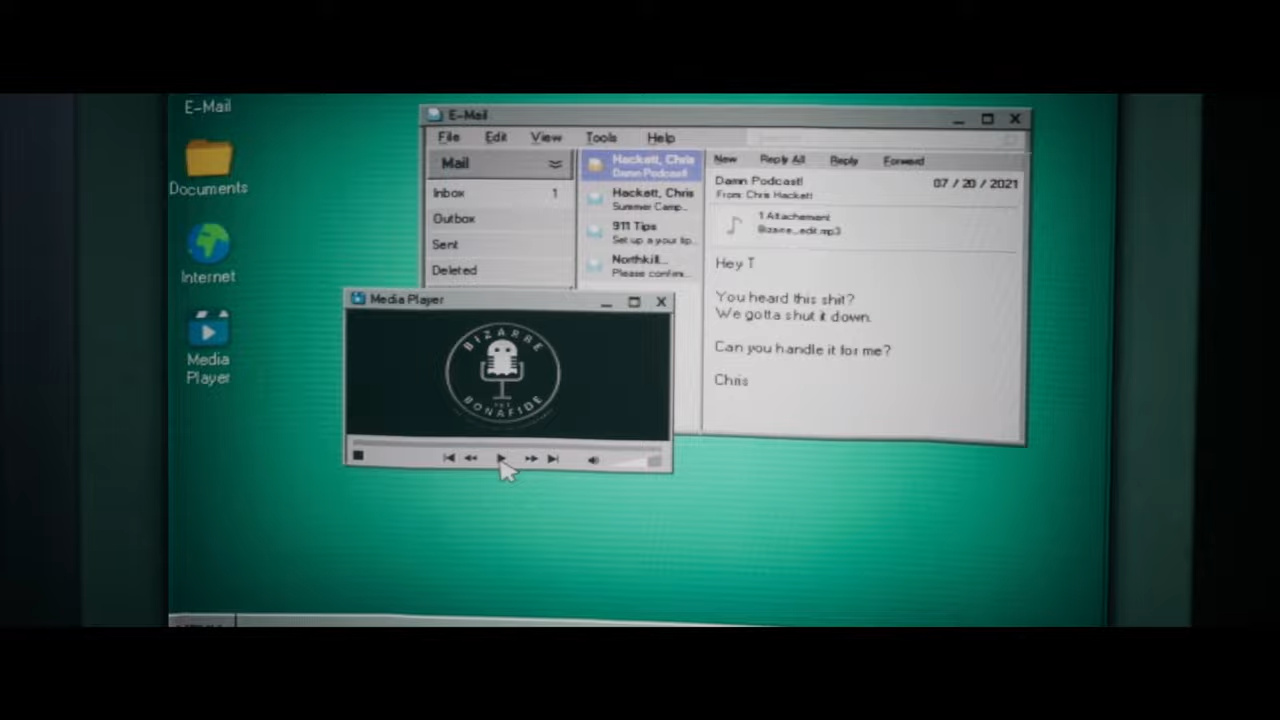 E-Mail
Documents
Internet
Media
Player
E-Mail
File Edit View Tools Help
Mail
Inbox 1
Outbox
Sent
Deleted
Hackett, Chris
Damn Podcast!
Hackett, Chris
Summer Camp...
911 Tips
Set up a your tip...
Northkill...
Please confirm...
New Reply All Reply Forward
Damn Podcast!
07 / 20 / 2021
From: Chris Hackett
1 Attachement
Bizarre_edit.mp3
Hey T
You heard this shit?
We gotta shut it down.
Can you handle it for me?
Chris
Media Player
BIZARRE
YET
BONAFIDE